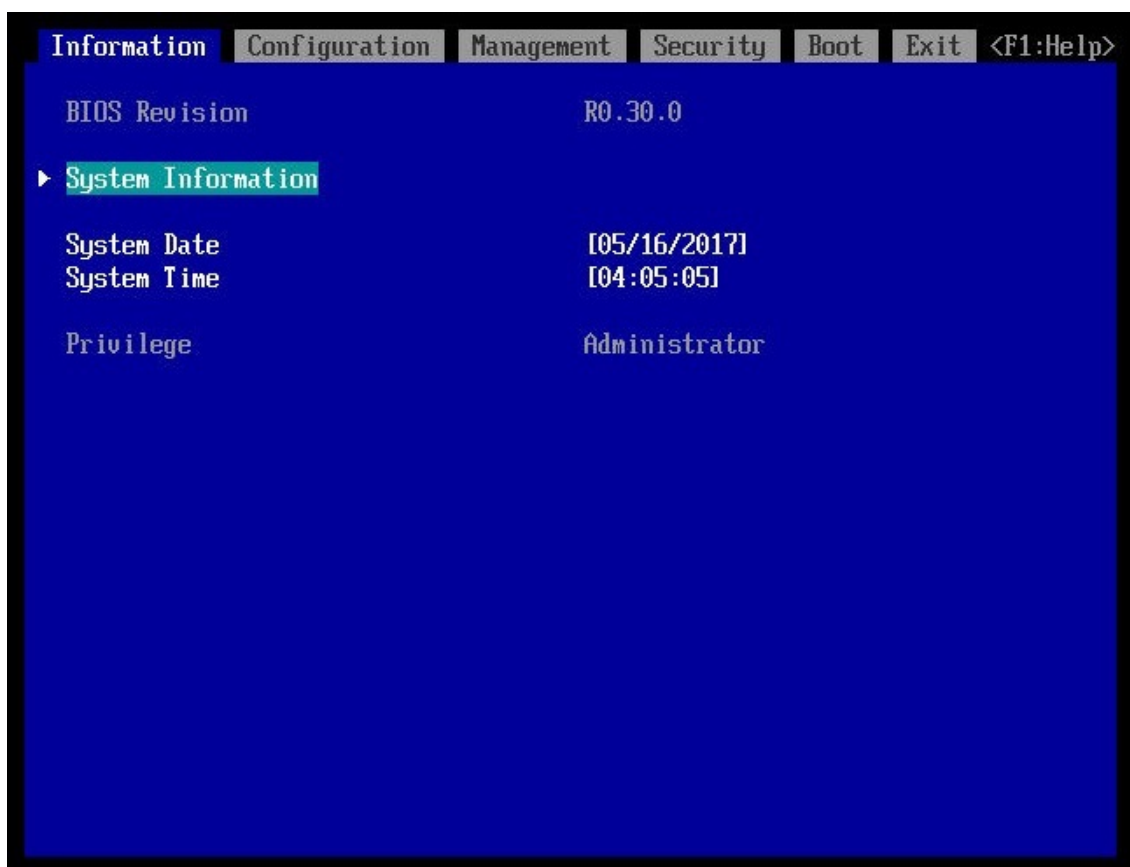 Information Configuration Management Security Boot Exit <F1:Help>
BIOS Revision R0.30.0
System Information
System Date [05/16/2017]
System Time [04:05:05]
Privilege Administrator